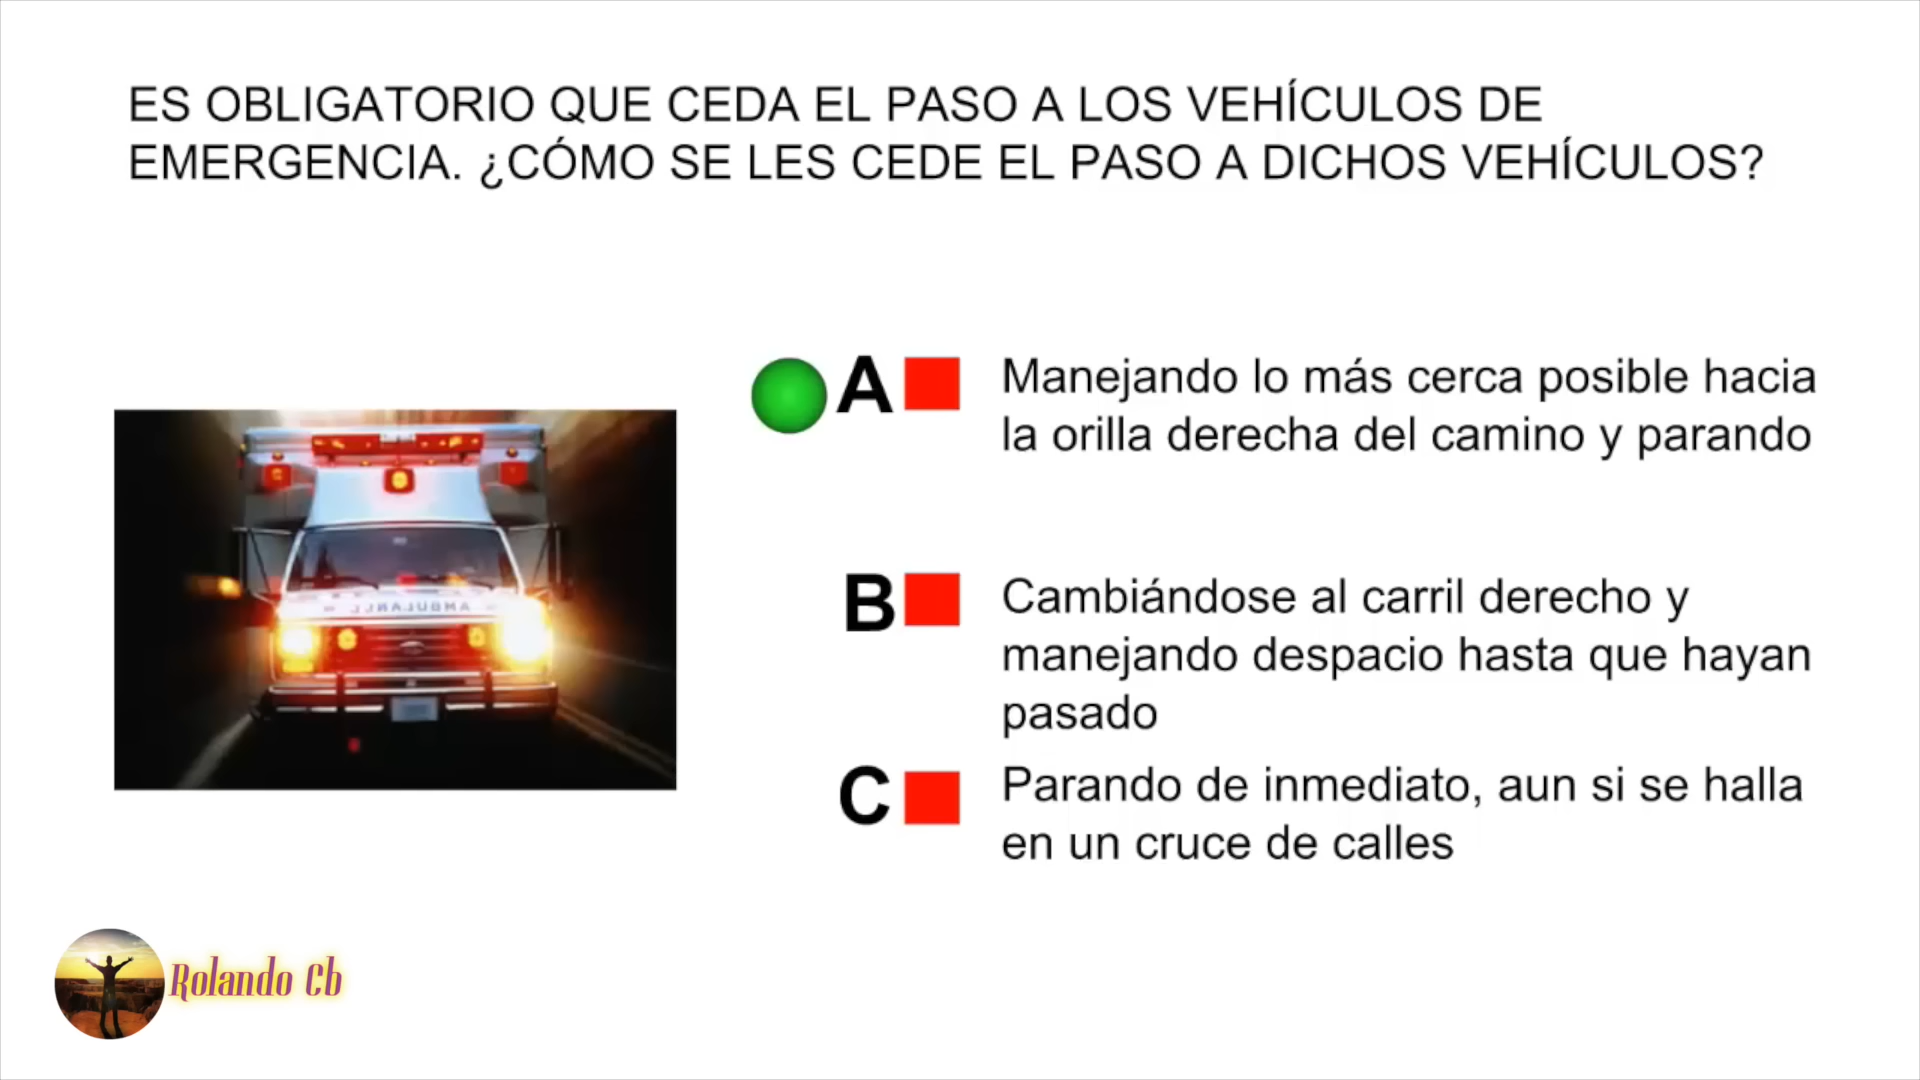 ES OBLIGATORIO QUE CEDA EL PASO A LOS VEHÍCULOS DE
EMERGENCIA. ¿CÓMO SE LES CEDE EL PASO A DICHOS VEHÍCULOS?
A Manejando lo más cerca posible hacia
la orilla derecha del camino y parando
B Cambiándose al carril derecho y
manejando despacio hasta que hayan
pasado
C Parando de inmediato, aun si se halla
en un cruce de calles
Rolando Cb